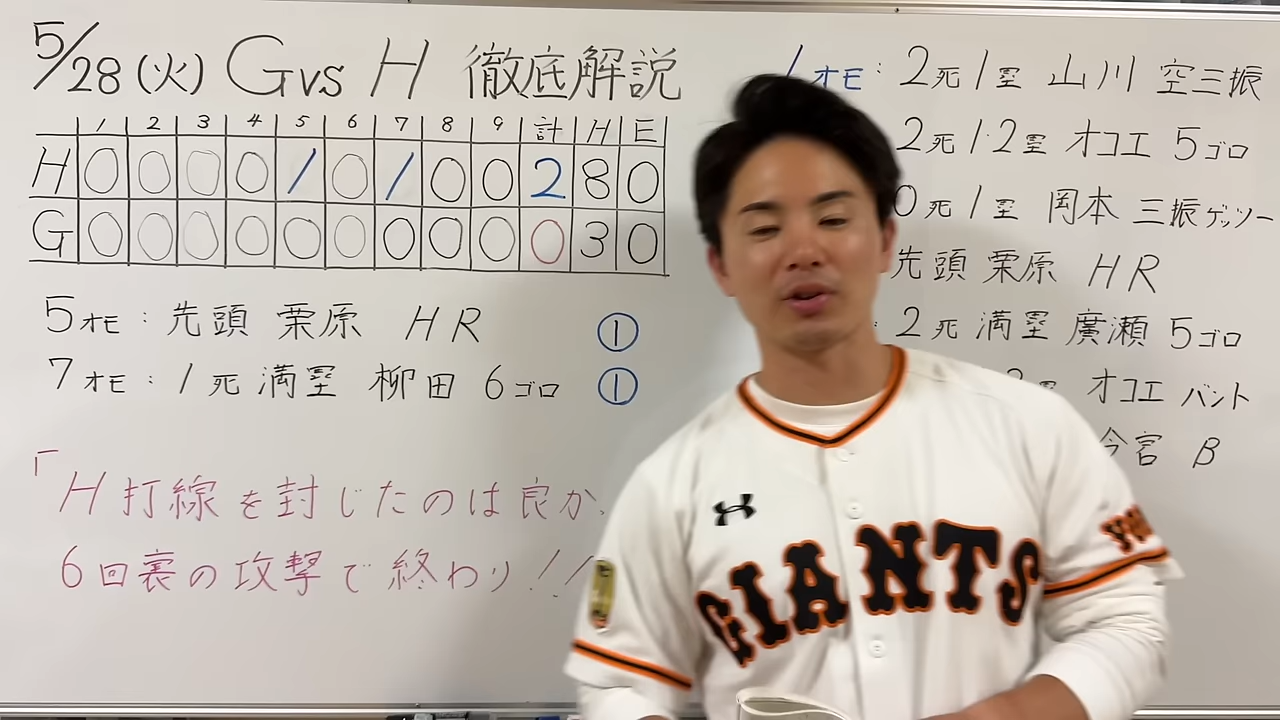 5/28(火) G vs H 徹底解説
1 2 3 4 5 6 7 8 9 計 H E
H 0 0 0 0 1 0 1 0 0 2 8 0
G 0 0 0 0 0 0 0 0 0 0 3 0
5オモ:先頭 栗原 HR ①
7オモ:1死満塁 柳田 6ゴロ ①
「H打線を封じたのは良か
6回裏の攻撃で終わり!!
1オモ:2死1塁 山川 空三振
2死1.2塁 オコエ 5ゴロ
0死1塁 岡本 三振ゲッツー
先頭 栗原 HR
2死満塁 廣瀬 5ゴロ
オコエ バント
今宮 B
GIANTS